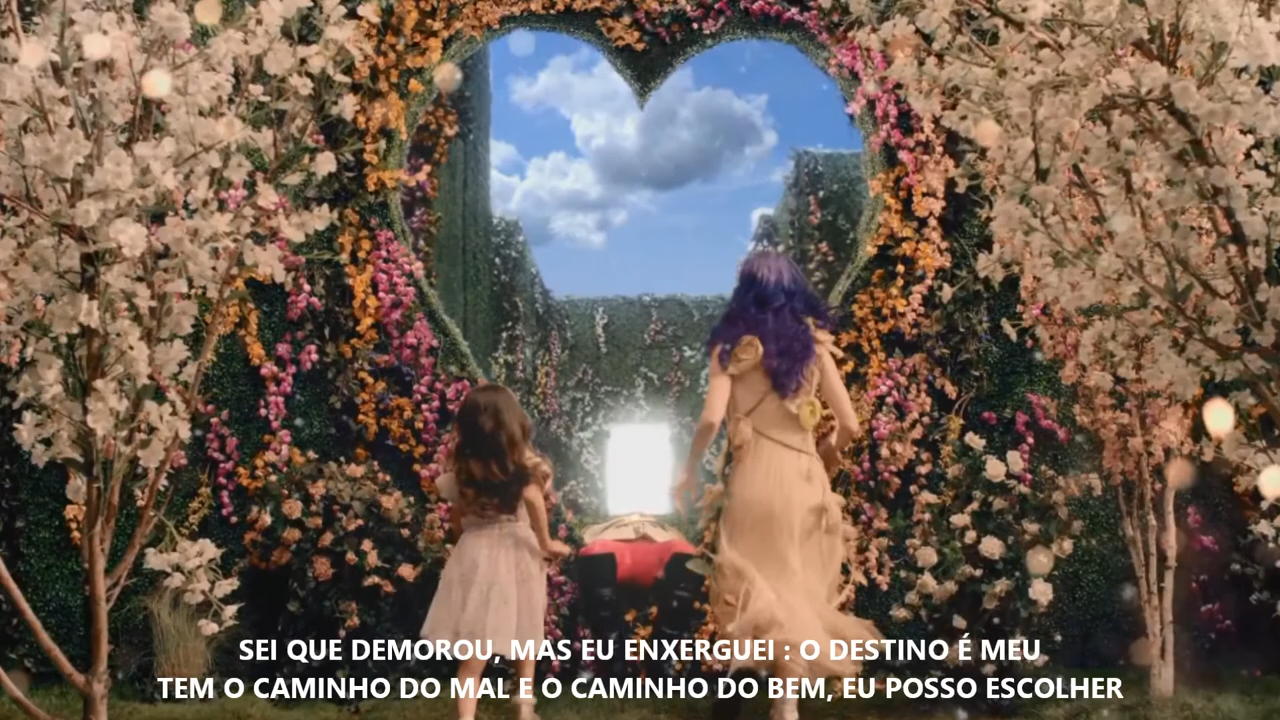 SEI QUE DEMOROU, MAS EU ENXERGUEI : O DESTINO É MEU
TEM O CAMINHO DO MAL E O CAMINHO DO BEM, EU POSSO ESCOLHER